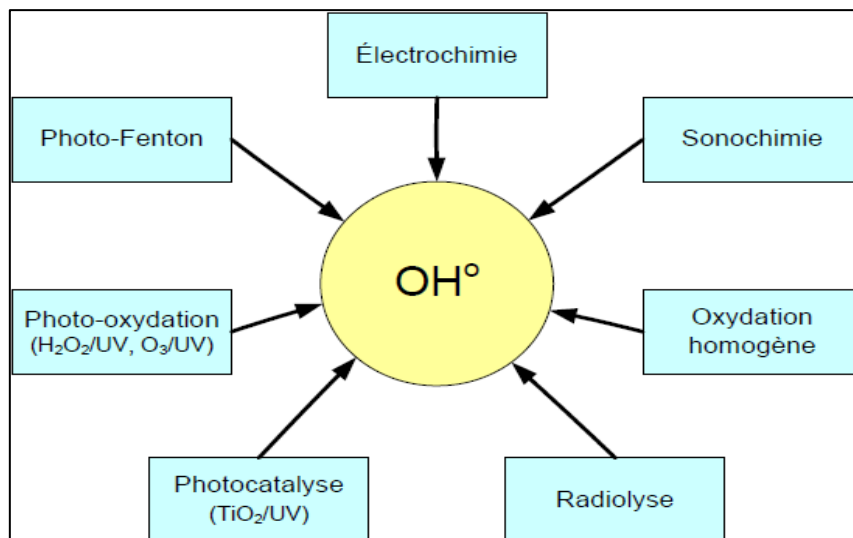 Électrochimie
Photo-Fenton
Sonochimie
OH°
Photo-oxydation
(H₂O₂/UV, O₃/UV)
Oxydation
homogène
Photocatalyse
(TiO₂/UV)
Radiolyse